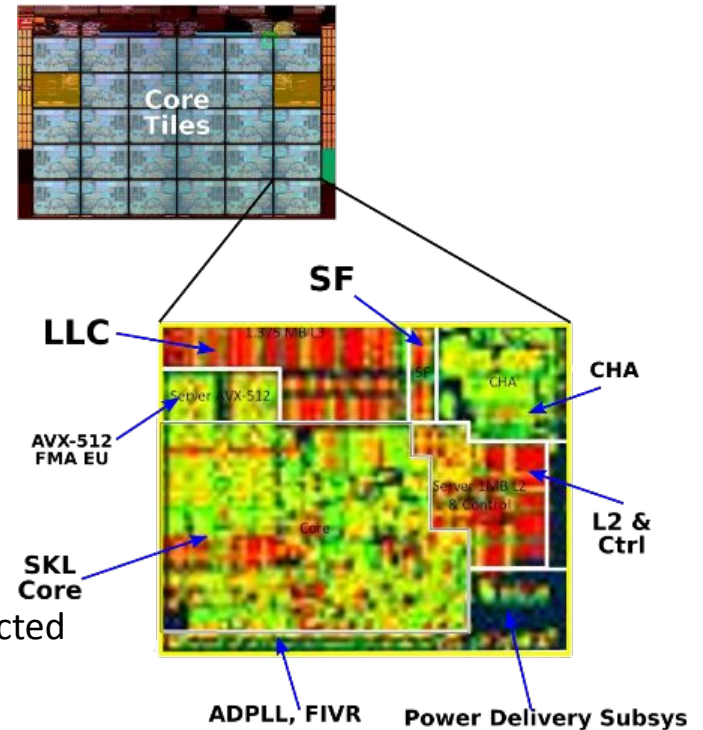 Core
Tiles
SF
LLC
1.375 MB L3
SF
CHA
CHA
Server AVX-512
AVX-512
FMA EU
Server 1MB L2
& Control
Core
L2 &
Ctrl
SKL
Core
cted
ADPLL, FIVR
Power Delivery Subsys